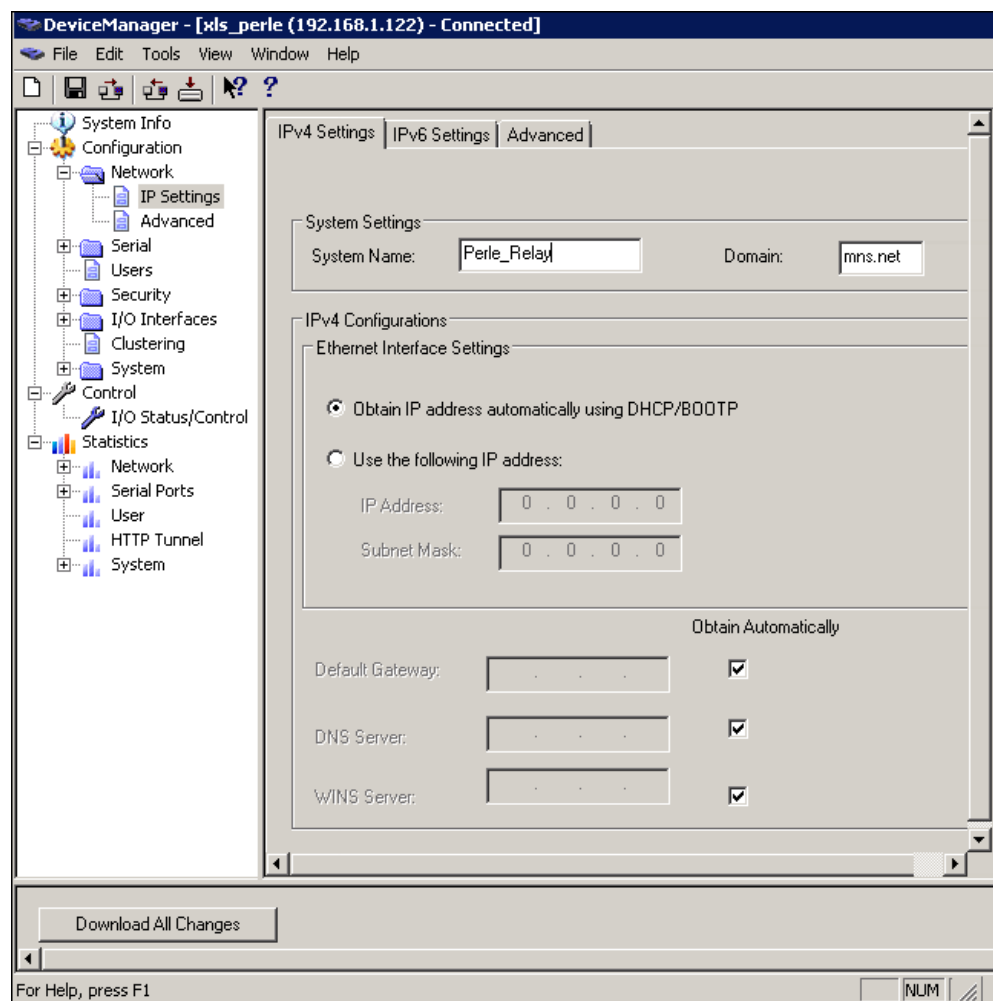 DeviceManager - [xls_perle (192.168.1.122) - Connected]
File Edit Tools View Window Help
System Info
Configuration
Network
IP Settings
Advanced
Serial
Users
Security
I/O Interfaces
Clustering
System
Control
I/O Status/Control
Statistics
Network
Serial Ports
User
HTTP Tunnel
System
IPv4 Settings IPv6 Settings Advanced
System Settings
System Name: Perle_Relay Domain: mns.net
IPv4 Configurations
Ethernet Interface Settings
Obtain IP address automatically using DHCP/BOOTP
Use the following IP address:
IP Address: 0 . 0 . 0 . 0
Subnet Mask: 0 . 0 . 0 . 0
Obtain Automatically
Default Gateway: . . .
DNS Server: . . .
WINS Server: . . .
Download All Changes
For Help, press F1 NUM